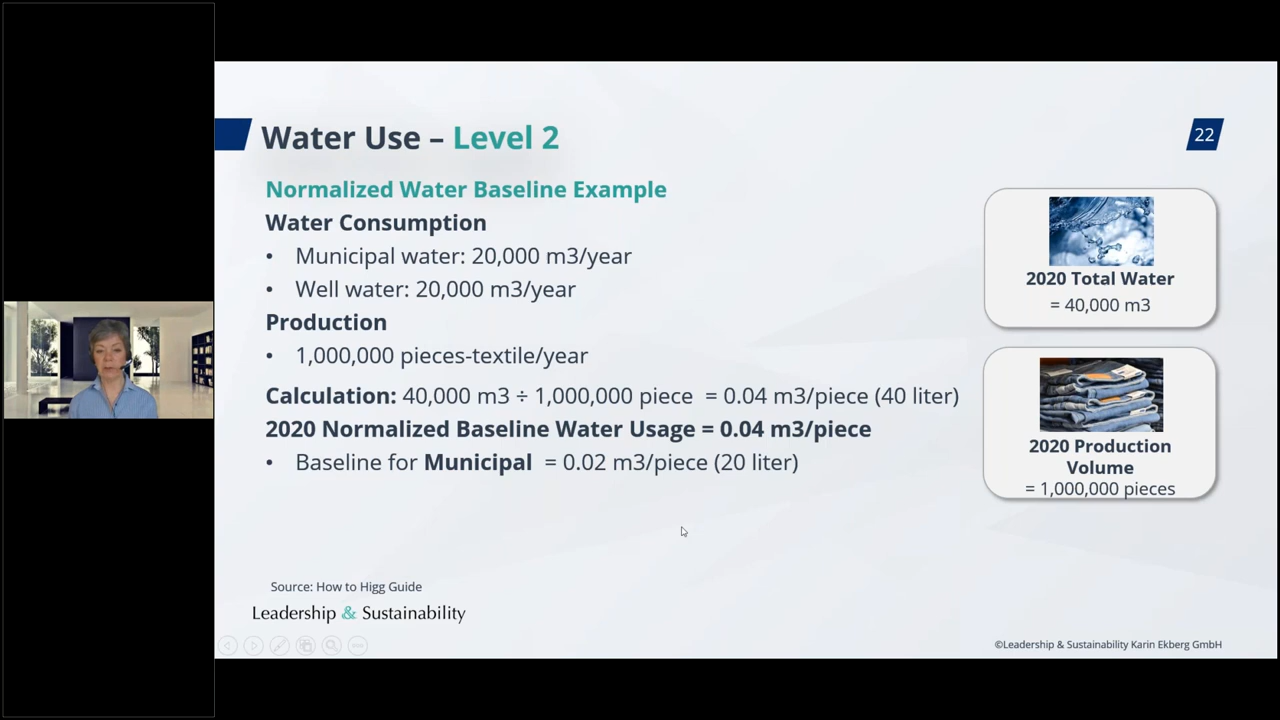 Water Use – Level 2
22
Normalized Water Baseline Example
Water Consumption
• Municipal water: 20,000 m3/year
• Well water: 20,000 m3/year
Production
• 1,000,000 pieces-textile/year
Calculation: 40,000 m3 ÷ 1,000,000 piece = 0.04 m3/piece (40 liter)
2020 Normalized Baseline Water Usage = 0.04 m3/piece
• Baseline for Municipal = 0.02 m3/piece (20 liter)
2020 Total Water
= 40,000 m3
2020 Production
Volume
= 1,000,000 pieces
Source: How to Higg Guide
Leadership & Sustainability
©Leadership & Sustainability Karin Ekberg GmbH